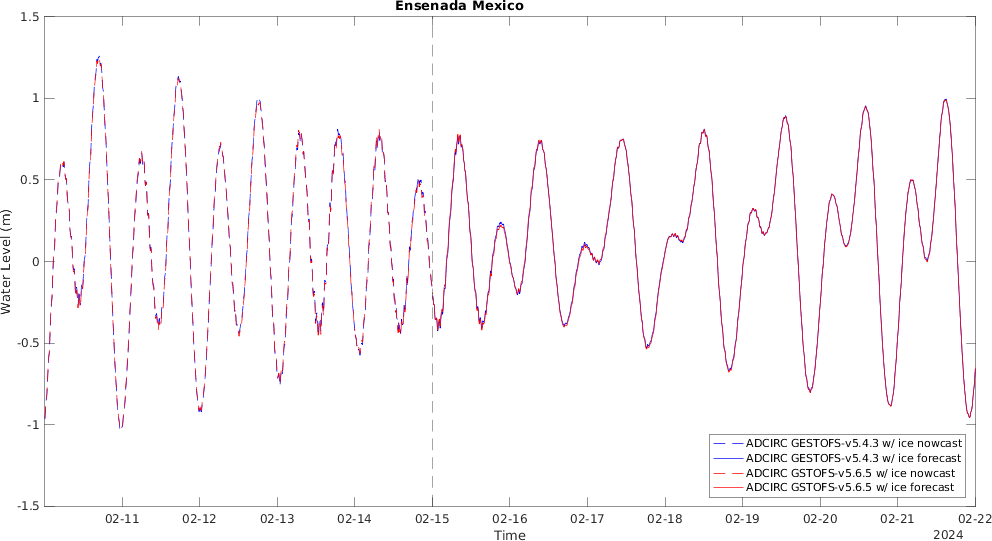 Ensenada Mexico
1.5
1
0.5
0
-0.5
-1
-1.5
Water Level (m)
02-11 02-12 02-13 02-14 02-15 02-16 02-17 02-18 02-19 02-20 02-21 02-22
Time
2024
ADCIRC GESTOFS-v5.4.3 w/ ice nowcast
ADCIRC GESTOFS-v5.4.3 w/ ice forecast
ADCIRC GSTOFS-v5.6.5 w/ ice nowcast
ADCIRC GSTOFS-v5.6.5 w/ ice forecast